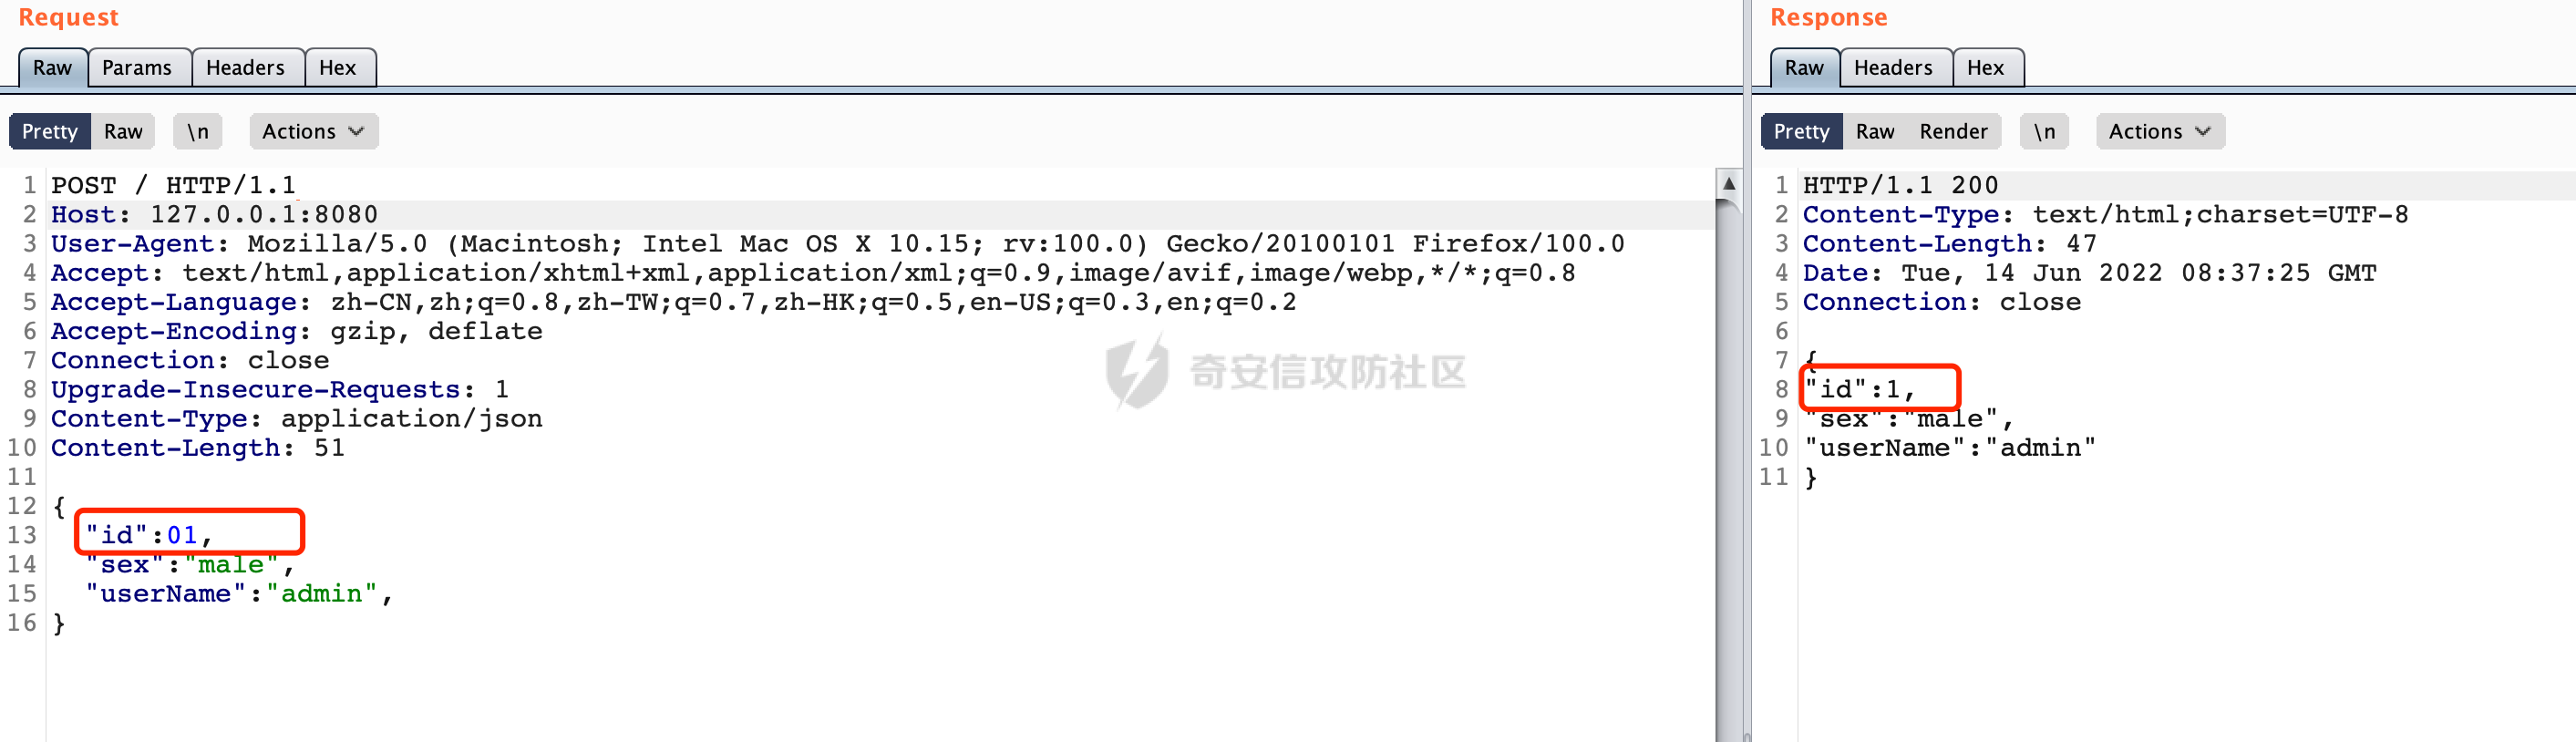 Request
Raw Params Headers Hex
Pretty Raw \n Actions
1 POST / HTTP/1.1
2 Host: 127.0.0.1:8080
3 User-Agent: Mozilla/5.0 (Macintosh; Intel Mac OS X 10.15; rv:100.0) Gecko/20100101 Firefox/100.0
4 Accept: text/html,application/xhtml+xml,application/xml;q=0.9,image/avif,image/webp,*/*;q=0.8
5 Accept-Language: zh-CN,zh;q=0.8,zh-TW;q=0.7,zh-HK;q=0.5,en-US;q=0.3,en;q=0.2
6 Accept-Encoding: gzip, deflate
7 Connection: close
8 Upgrade-Insecure-Requests: 1
9 Content-Type: application/json
10 Content-Length: 51
11
12 {
13 "id":01,
14 "sex":"male",
15 "userName":"admin",
16 }
奇安信攻防社区
Response
Raw Headers Hex
Pretty Raw Render \n Actions
1 HTTP/1.1 200
2 Content-Type: text/html;charset=UTF-8
3 Content-Length: 47
4 Date: Tue, 14 Jun 2022 08:37:25 GMT
5 Connection: close
6
7 {
8 "id":1,
9 "sex":"male",
10 "userName":"admin"
11 }